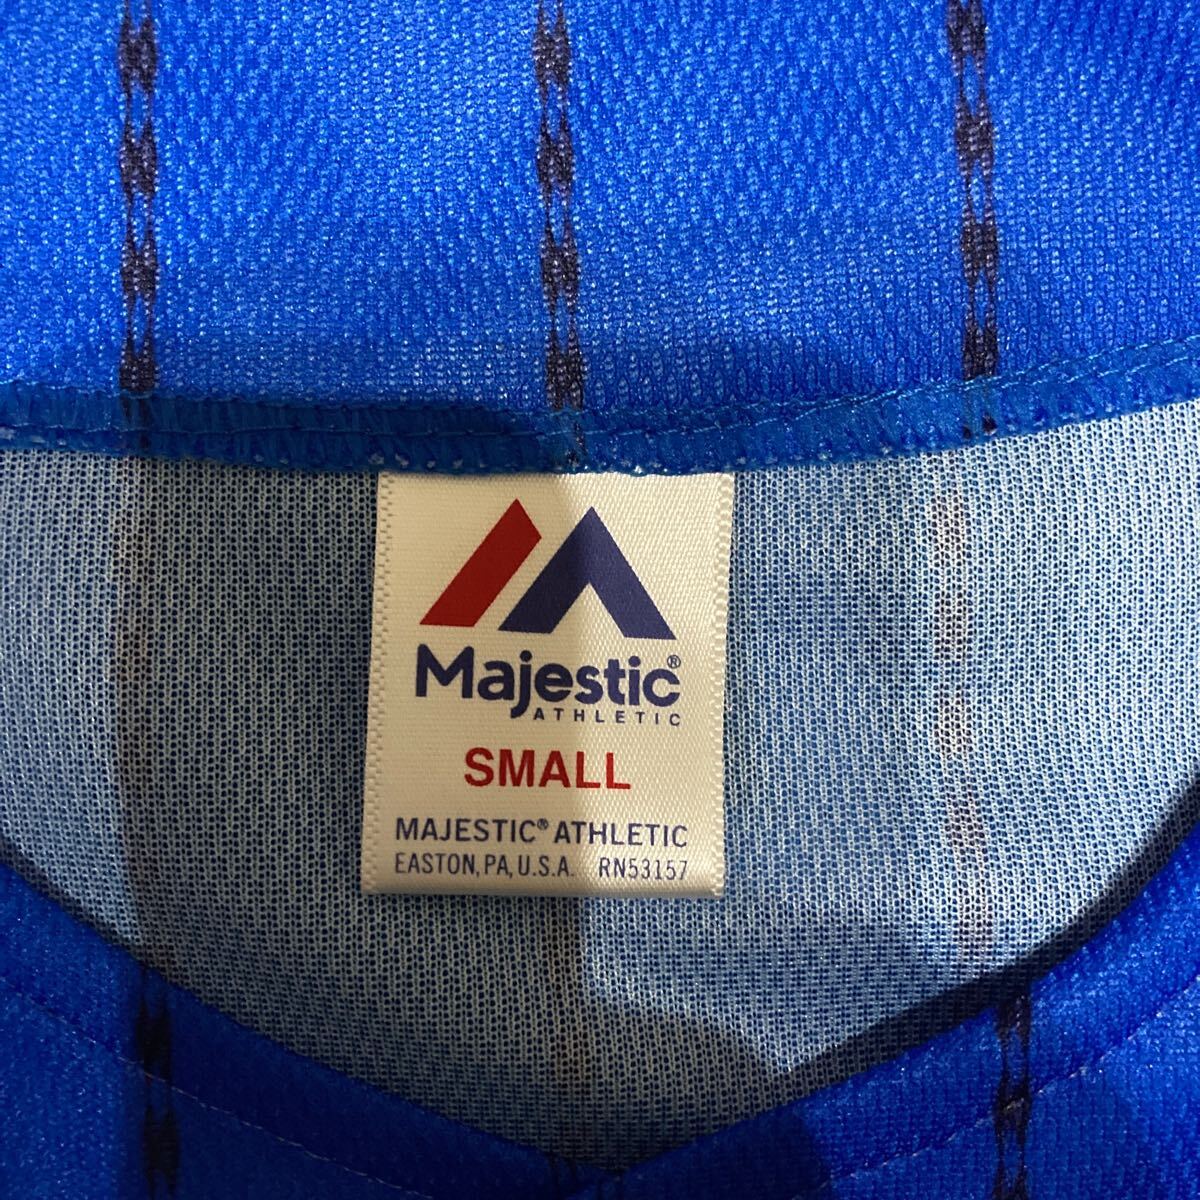 Majestic®
ATHLETIC
SMALL
MAJESTIC® ATHLETIC
EASTON, PA, U.S.A. RN53157